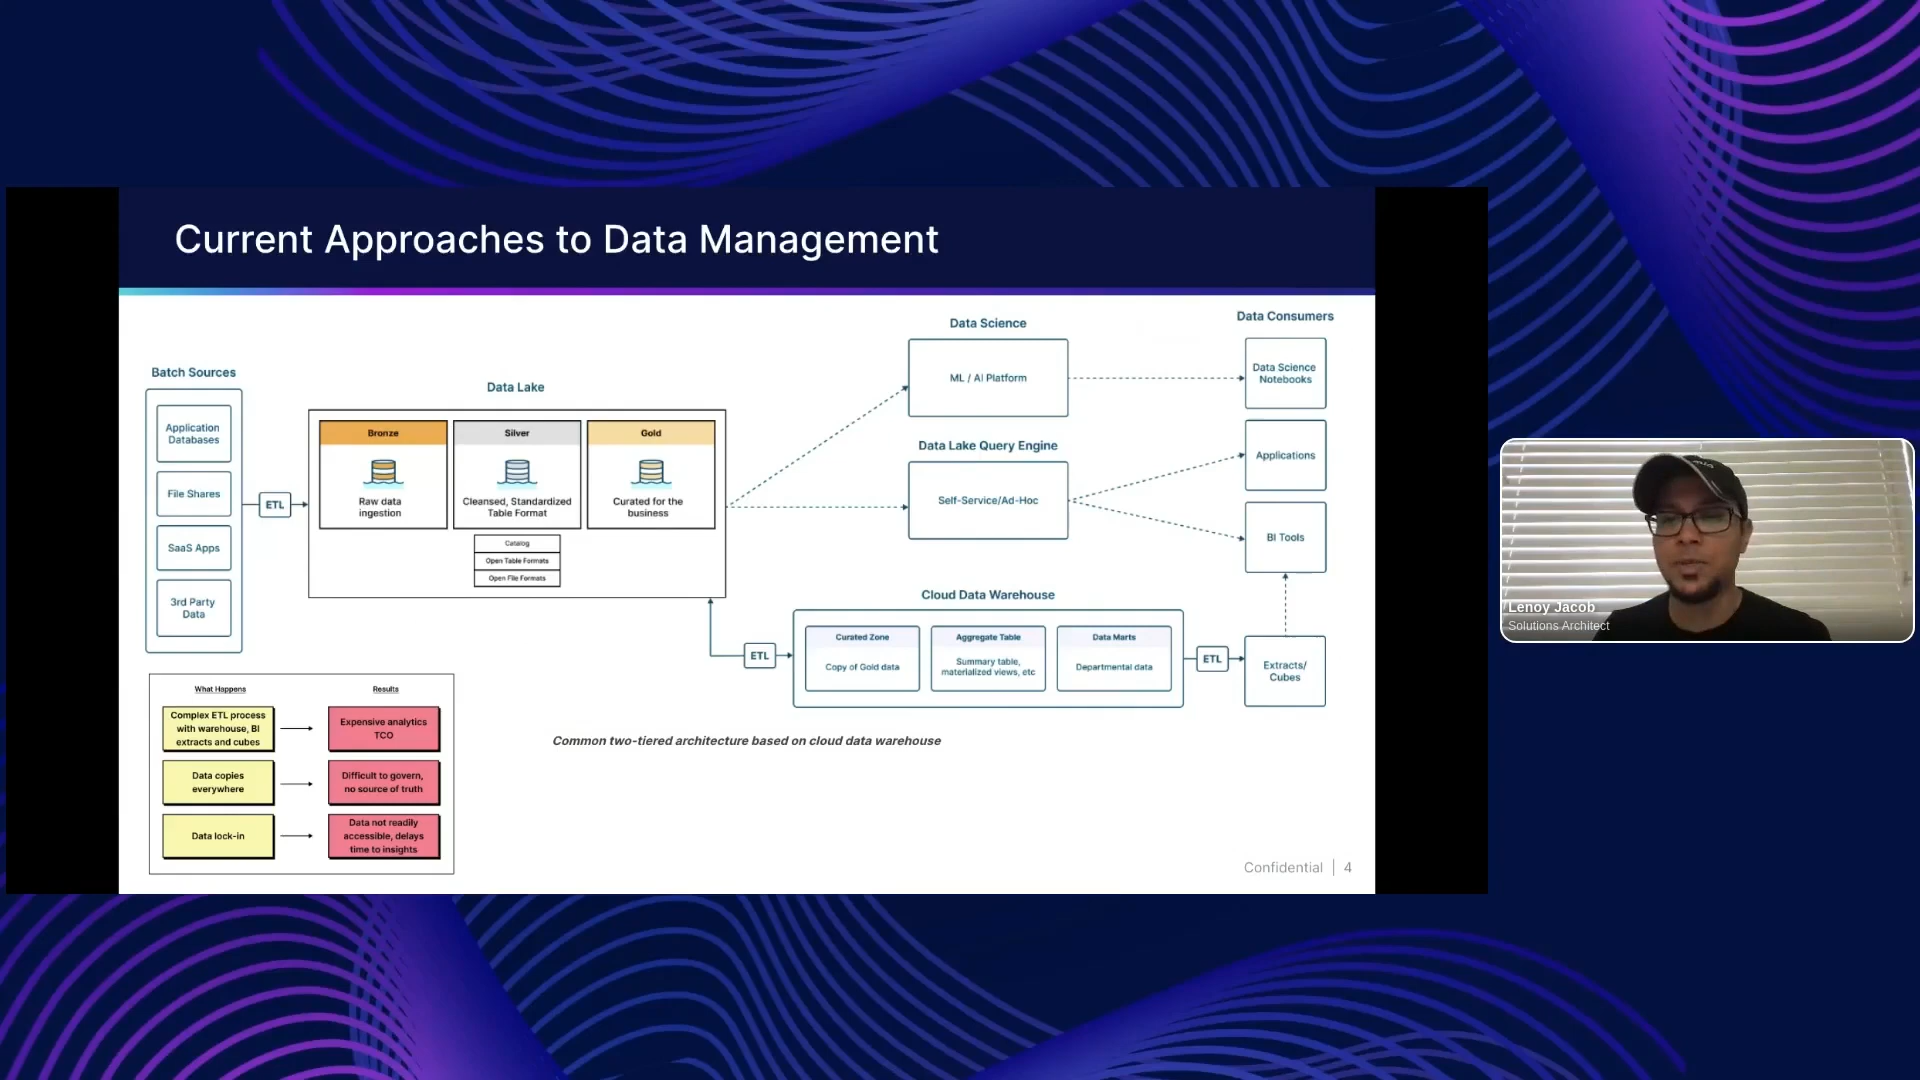 Current Approaches to Data Management
Batch Sources
Application
Databases
File Shares
SaaS Apps
3rd Party
Data
ETL
Data Lake
Bronze
Raw data
ingestion
Silver
Cleansed, Standardized
Table Format
Gold
Curated for the
business
Catalog
Open Table Formats
Open File Formats
Data Science
ML / AI Platform
Data Lake Query Engine
Self-Service/Ad-Hoc
ETL
Cloud Data Warehouse
Curated Zone
Copy of Gold data
Aggregate Table
Summary table,
materialized views, etc
Data Marts
Departmental data
ETL
Data Consumers
Data Science
Notebooks
Applications
BI Tools
Extracts/
Cubes
What Happens
Results
Complex ETL process
with warehouse, BI
extracts and cubes
Expensive analytics
TCO
Data copies
everywhere
Difficult to govern,
no source of truth
Data lock-in
Data not readily
accessible, delays
time to insights
Common two-tiered architecture based on cloud data warehouse
Confidential | 4
Lenoy Jacob
Solutions Architect